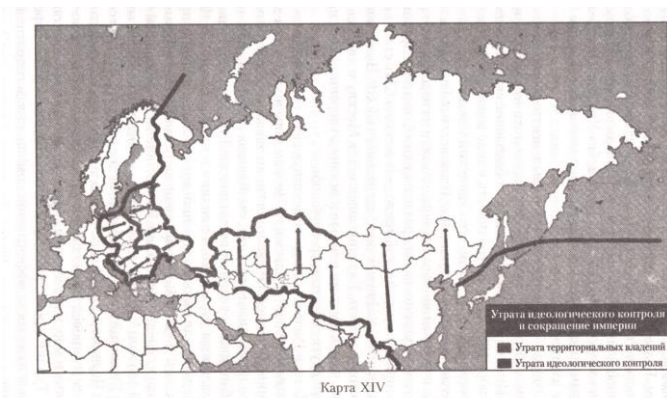 Утрата идеологического контроля
и сокращение империи
Утрата территориальных владений
Утрата идеологического контроля
Карта XIV